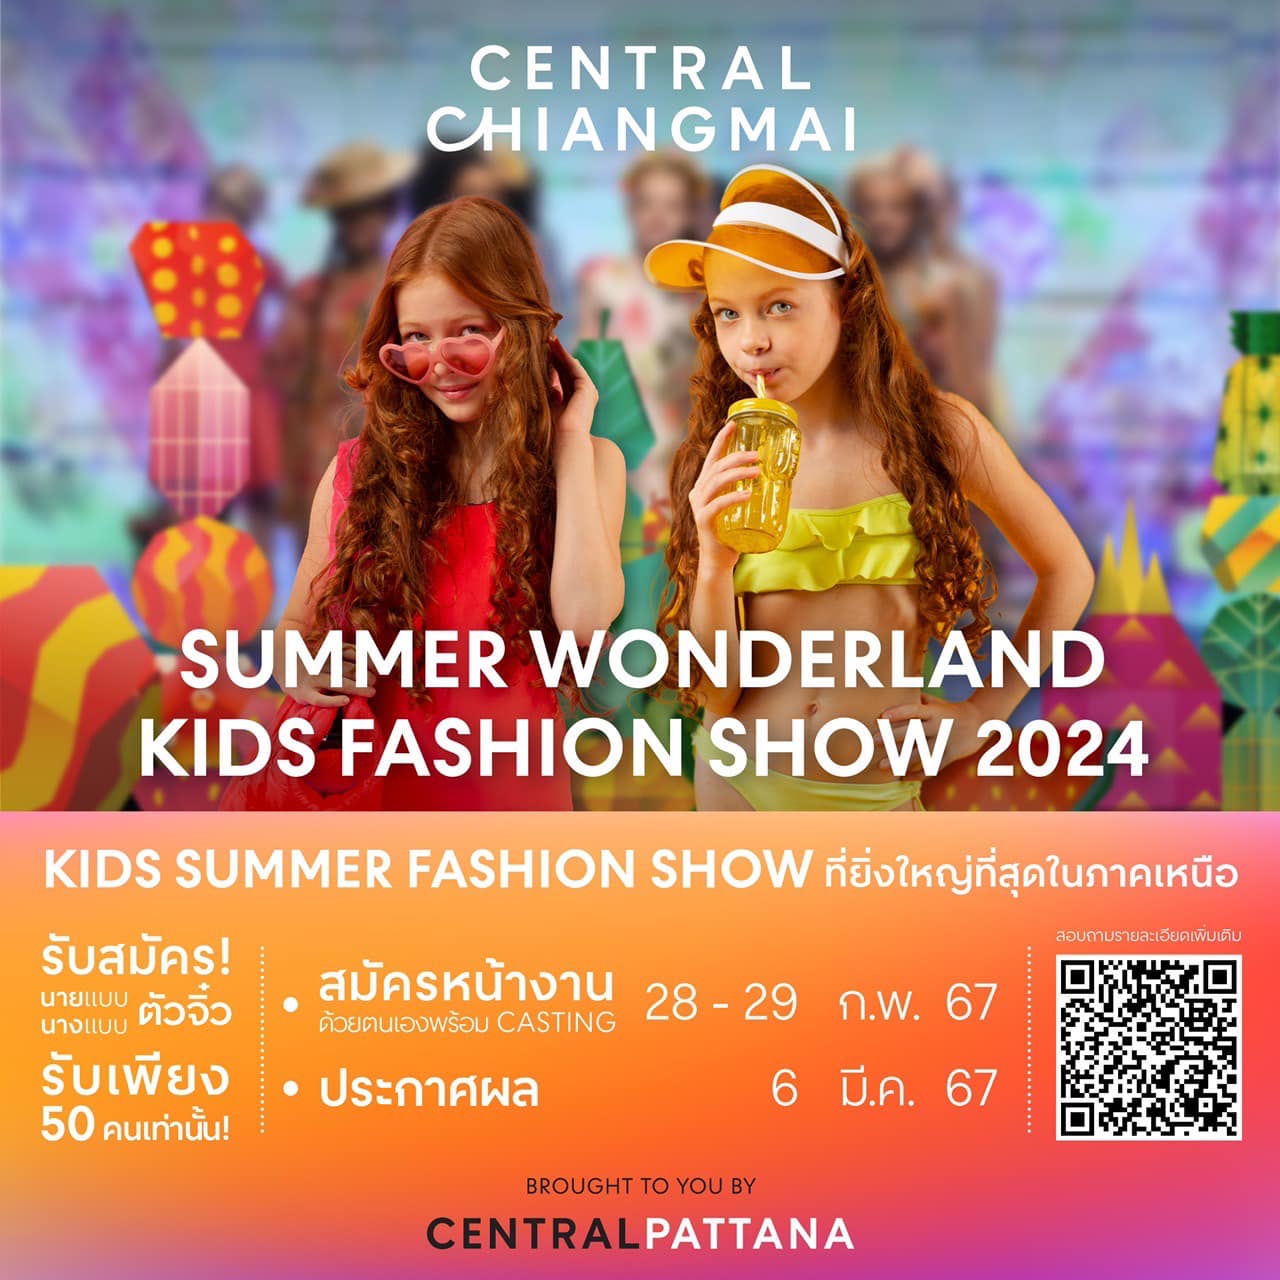 CENTRAL
CHIANGMAI
SUMMER WONDERLAND
KIDS FASHION SHOW 2024
KIDS SUMMER FASHION SHOW ที่ยิ่งใหญ่ที่สุดในภาคเหนือ
รับสมัคร!
นายแบบ
นางแบบ
ตัวจิ๋ว
รับเพียง
50 คนเท่านั้น!
• สมัครหน้างาน 28 - 29 ก.พ. 67
ด้วยตนเองพร้อม CASTING
• ประกาศผล 6 มี.ค. 67
สอบถามรายละเอียดเพิ่มเติม
BROUGHT TO YOU BY
CENTRALPATTANA